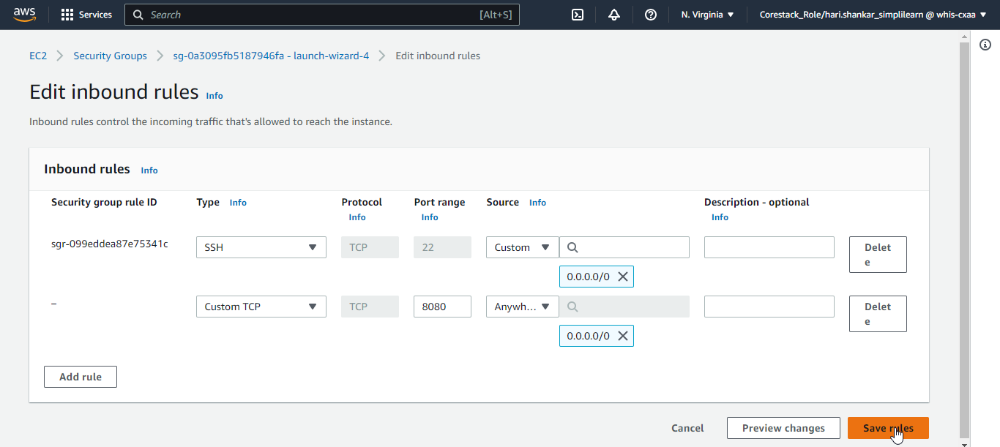 aws Services Search [Alt+S] N. Virginia Corestack_Role/hari.shankar_simplilearn @ whis-cxaa
EC2 Security Groups sg-0a3095fb5187946fa - launch-wizard-4 Edit inbound rules
Edit inbound rules Info
Inbound rules control the incoming traffic that's allowed to reach the instance.
Inbound rules Info
Security group rule ID Type Info Protocol Port range Source Info Description - optional
Info Info Info
sgr-099eddea87e75341c SSH TCP 22 Custom Delet
e
0.0.0.0/0
– Custom TCP TCP 8080 Anywh... Delet
e
0.0.0.0/0
Add rule
Cancel Preview changes Save rules